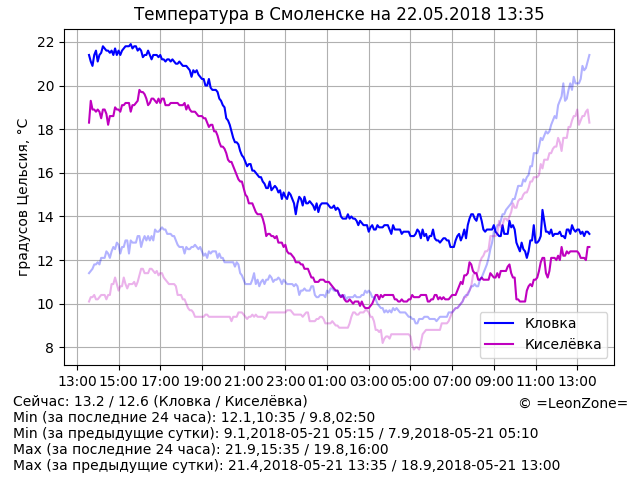 Температура в Смоленске на 22.05.2018 13:35
градусов Цельсия, °C
22
20
18
16
14
12
10
8
13:00 15:00 17:00 19:00 21:00 23:00 01:00 03:00 05:00 07:00 09:00 11:00 13:00
Кловка
Киселёвка
© =LeonZone=
Сейчас: 13.2 / 12.6 (Кловка / Киселёвка)
Min (за последние 24 часа): 12.1,10:35 / 9.8,02:50
Min (за предыдущие сутки): 9.1,2018-05-21 05:15 / 7.9,2018-05-21 05:10
Max (за последние 24 часа): 21.9,15:35 / 19.8,16:00
Max (за предыдущие сутки): 21.4,2018-05-21 13:35 / 18.9,2018-05-21 13:00